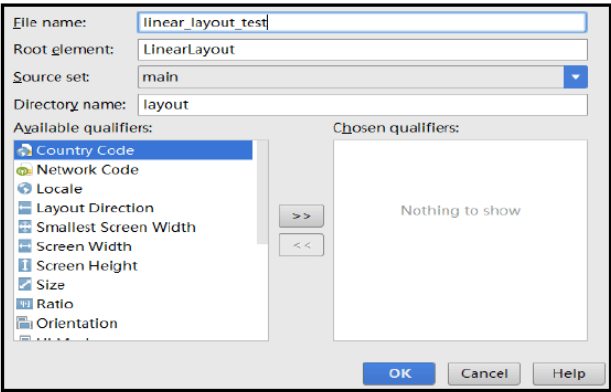 File name: linear_layout_test
Root element: LinearLayout
Source set: main
Directory name: layout
Available qualifiers: Chosen qualifiers:
Country Code
Network Code
Locale
Layout Direction
Smallest Screen Width
Screen Width
Screen Height
Size
Ratio
Orientation
>>
<<
Nothing to show
OK Cancel Help